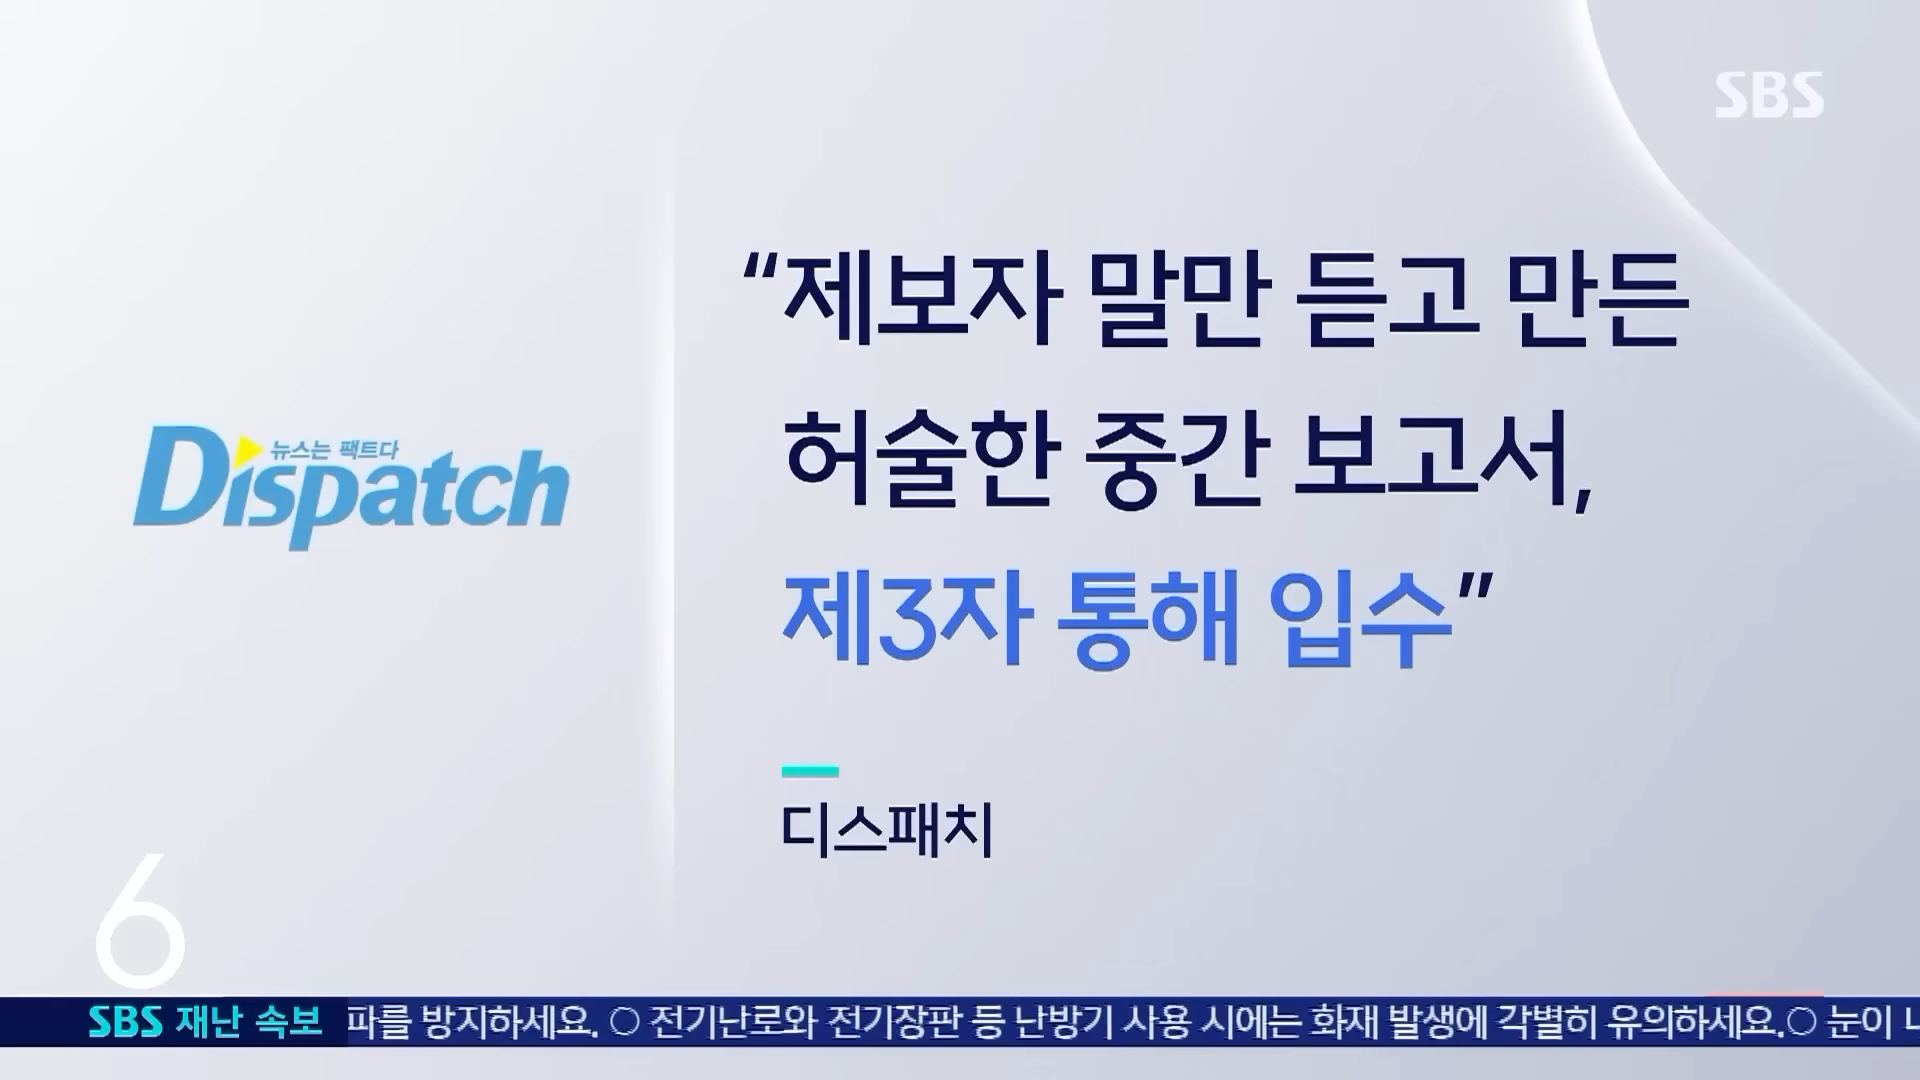 SBS
“제보자 말만 듣고 만든
허술한 중간 보고서,
제3자 통해 입수”
뉴스는 팩트다
Dispatch
디스패치
6
SBS 재난 속보 파를 방지하세요. ○ 전기난로와 전기장판 등 난방기 사용 시에는 화재 발생에 각별히 유의하세요.○ 눈이